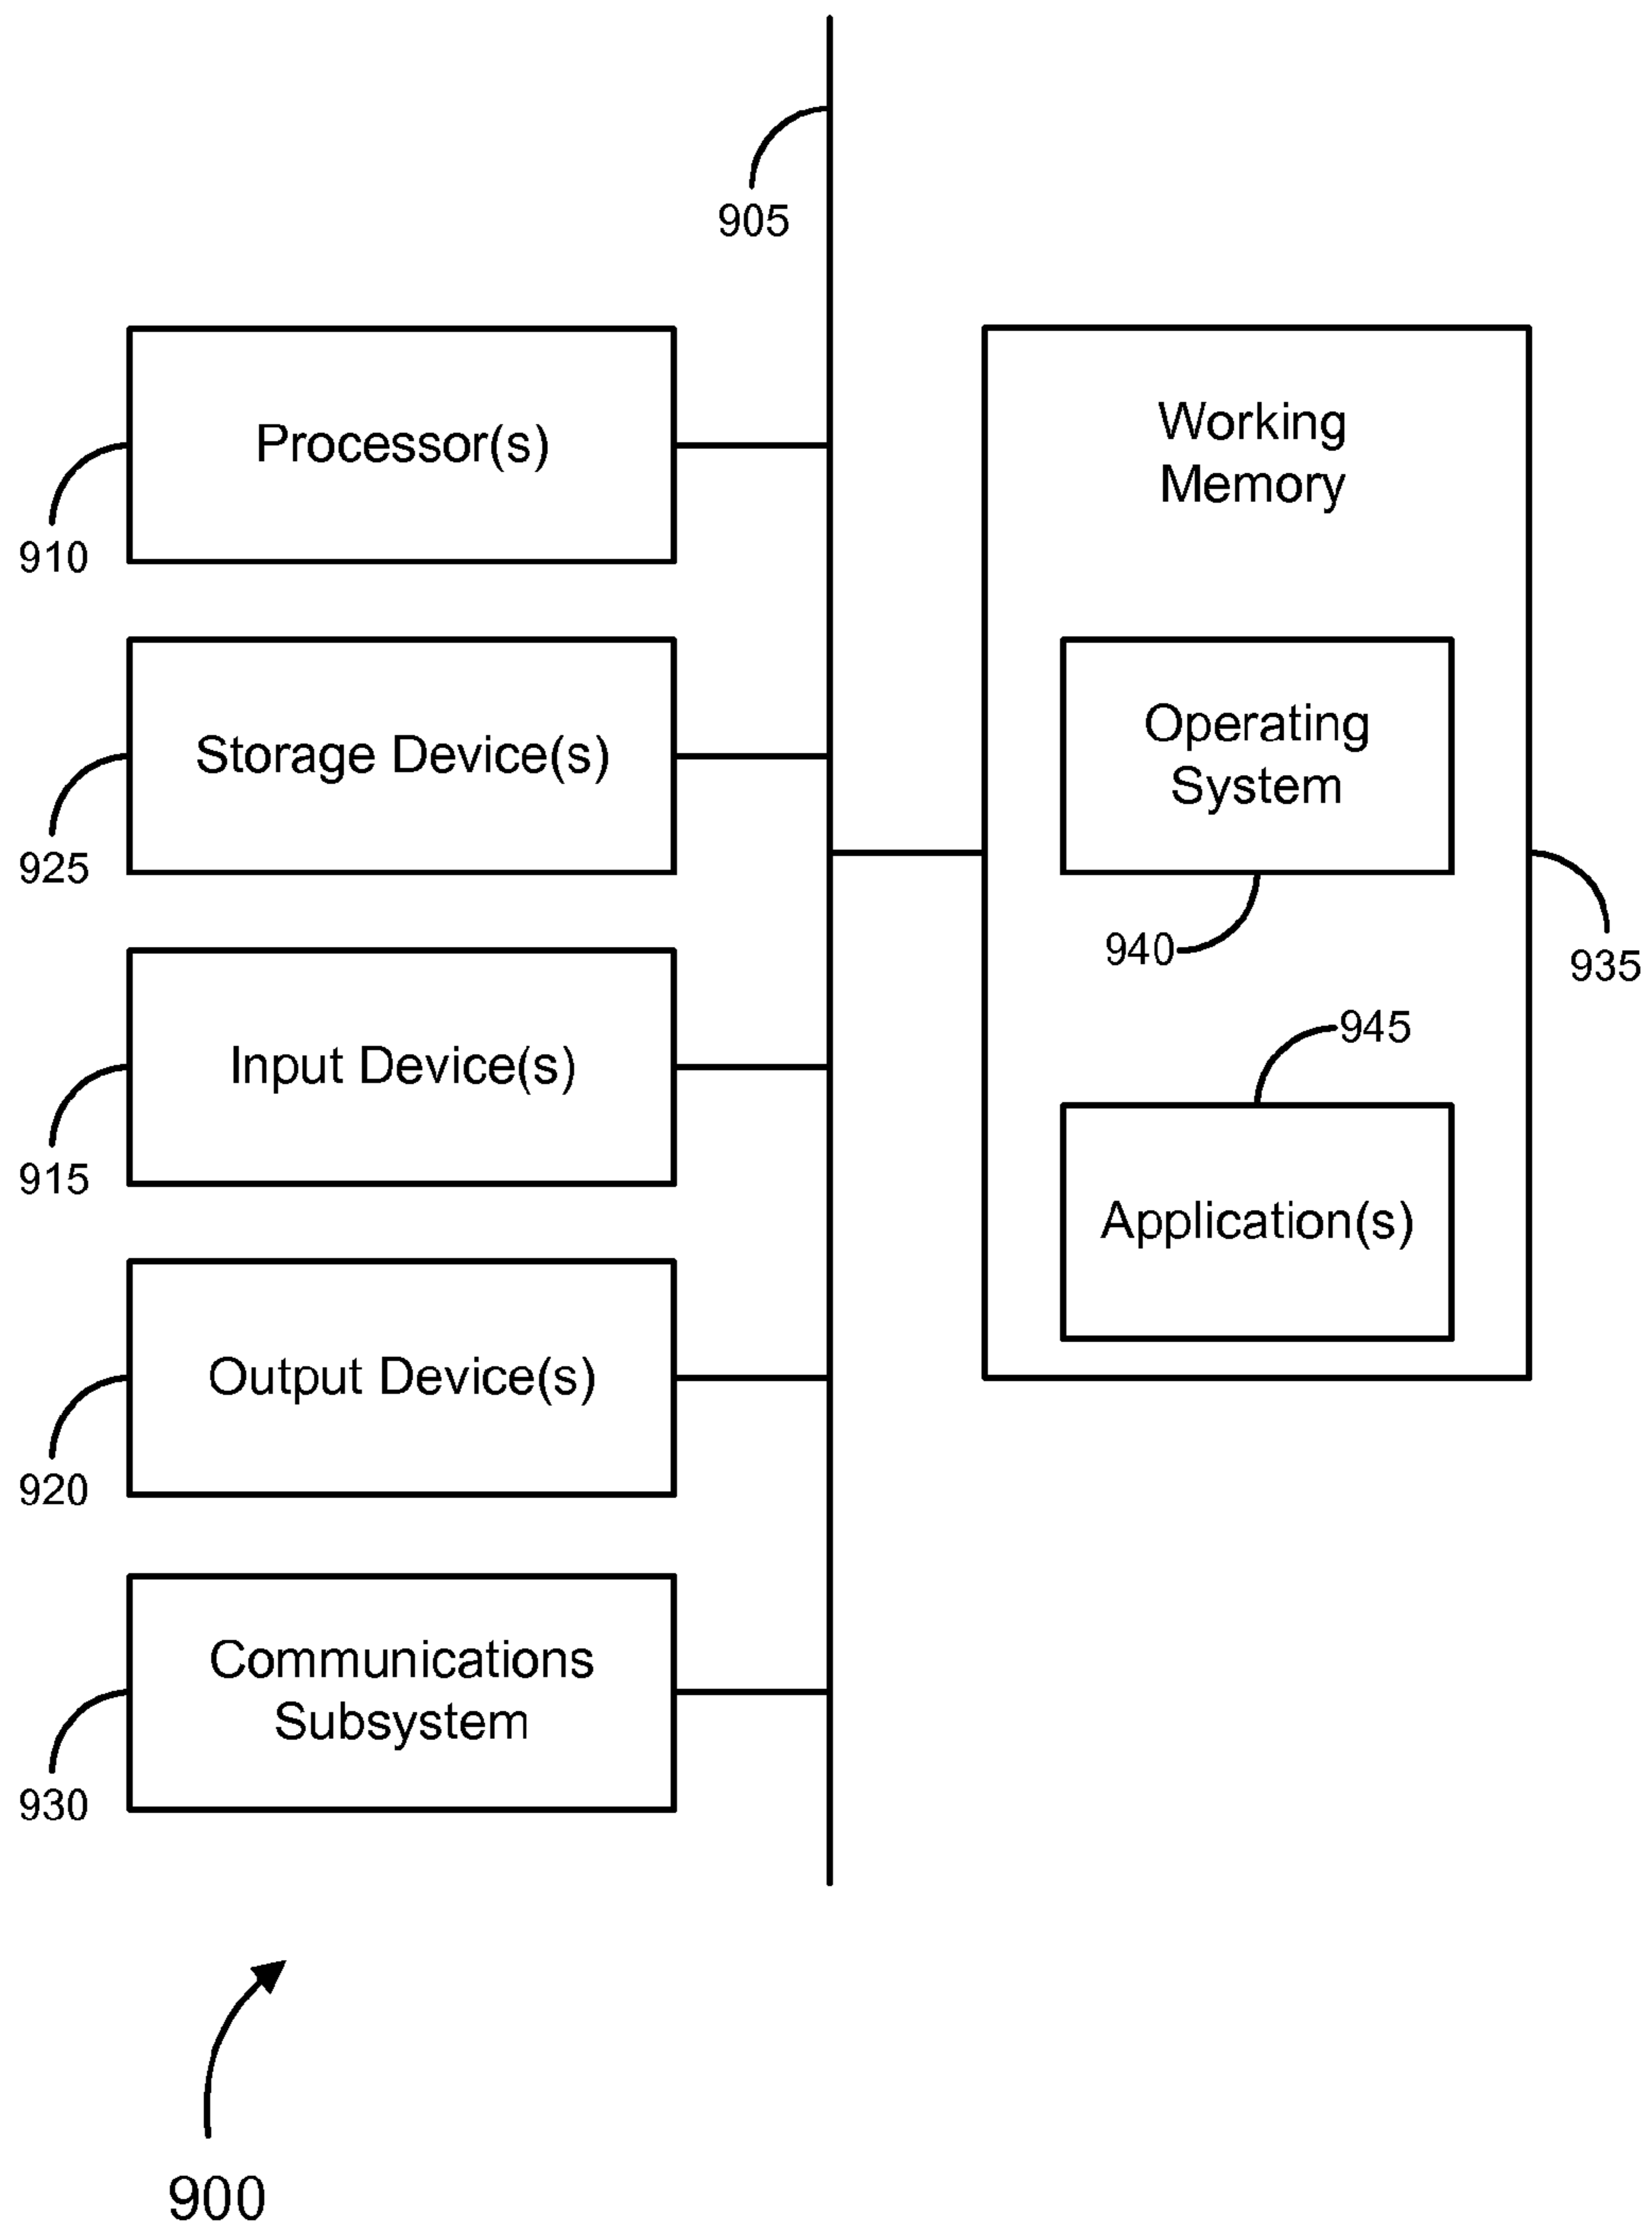 905
Processor(s)
910
Storage Device(s)
925
Input Device(s)
915
Output Device(s)
920
Communications
Subsystem
930
Working
Memory
Operating
System
940
935
945
Application(s)
900